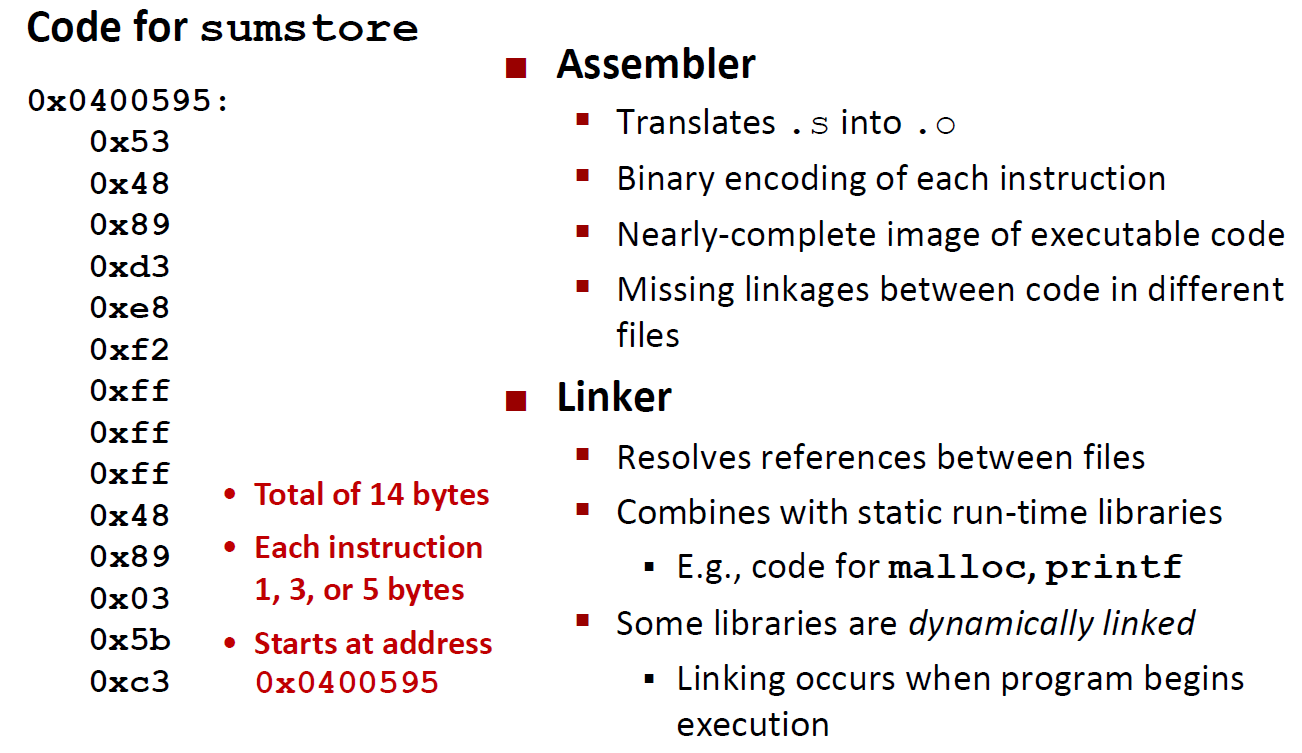 Code for sumstore
0x0400595:
0x53
0x48
0x89
0xd3
0xe8
0xf2
0xff
0xff
0xff
0x48
0x89
0x03
0x5b
0xc3
• Total of 14 bytes
• Each instruction
1, 3, or 5 bytes
• Starts at address
0x0400595
■ Assembler
▪ Translates .s into .o
▪ Binary encoding of each instruction
▪ Nearly-complete image of executable code
▪ Missing linkages between code in different
files
■ Linker
▪ Resolves references between files
▪ Combines with static run-time libraries
▪ E.g., code for malloc, printf
▪ Some libraries are dynamically linked
▪ Linking occurs when program begins
execution